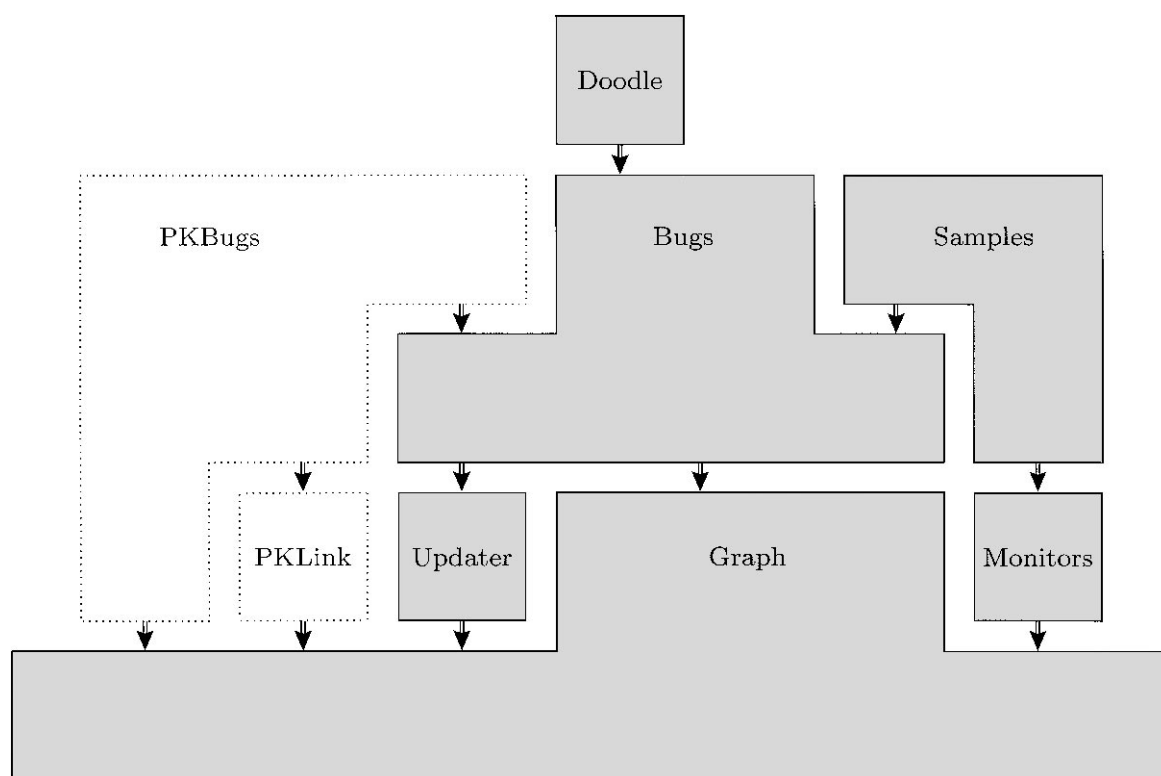 Doodle
PKBugs
Bugs
Samples
PKLink
Updater
Graph
Monitors